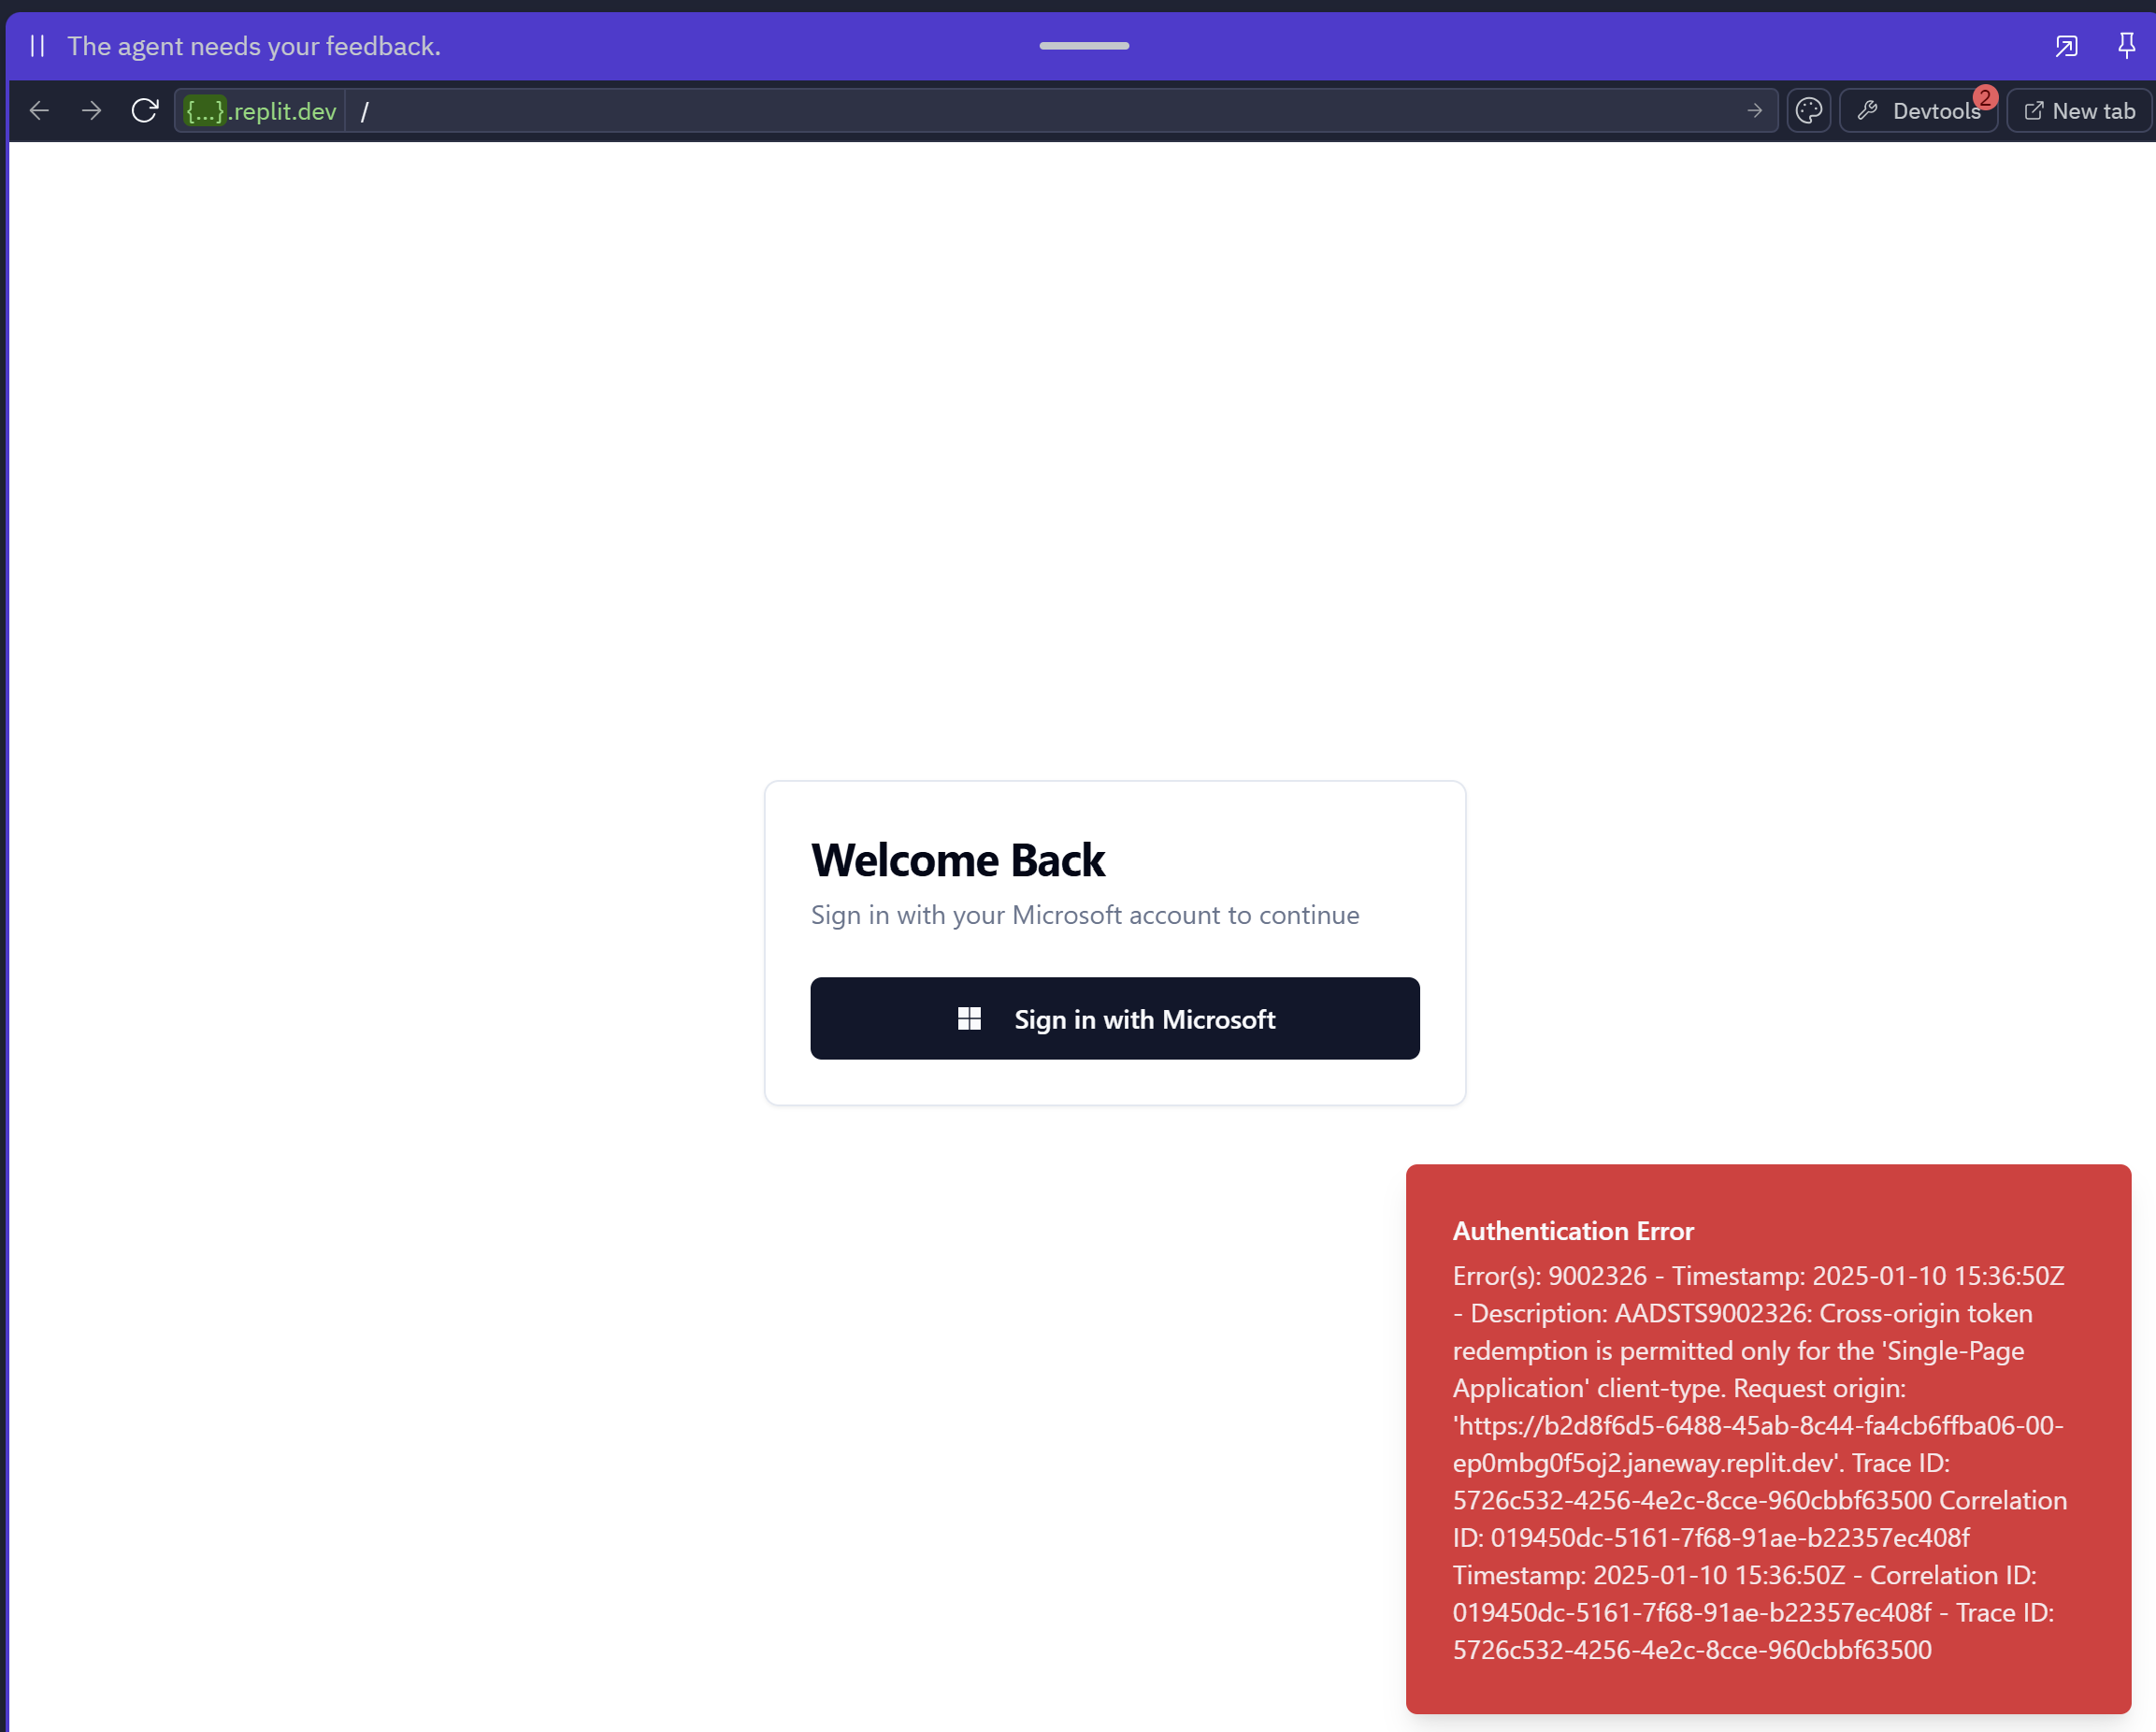 The agent needs your feedback.
{...}.replit.dev /
Devtools 2
New tab
Welcome Back
Sign in with your Microsoft account to continue
Sign in with Microsoft
Authentication Error
Error(s): 9002326 - Timestamp: 2025-01-10 15:36:50Z
- Description: AADSTS9002326: Cross-origin token
redemption is permitted only for the 'Single-Page
Application' client-type. Request origin:
'https://b2d8f6d5-6488-45ab-8c44-fa4cb6ffba06-00-
ep0mbg0f5oj2.janeway.replit.dev'. Trace ID:
5726c532-4256-4e2c-8cce-960cbbf63500 Correlation
ID: 019450dc-5161-7f68-91ae-b22357ec408f
Timestamp: 2025-01-10 15:36:50Z - Correlation ID:
019450dc-5161-7f68-91ae-b22357ec408f - Trace ID:
5726c532-4256-4e2c-8cce-960cbbf63500